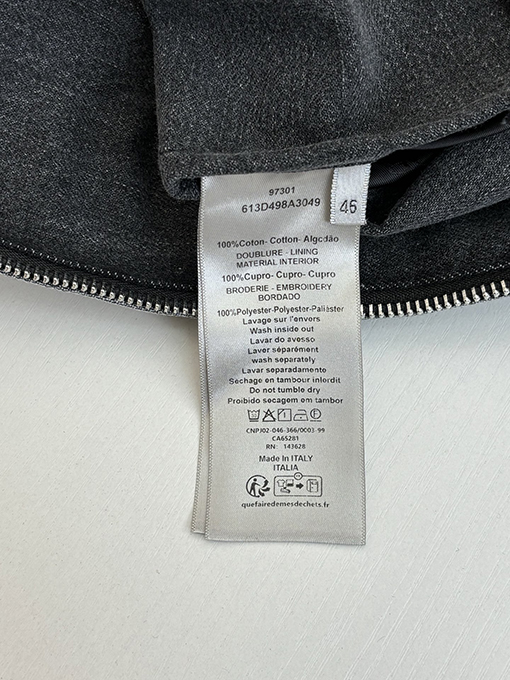 97301
613D498A3049
46
100%Coton- Cotton- Algodão
DOUBLURE - LINING
MATERIAL INTERIOR
100%Cupro- Cupro- Cupro
BRODERIE - EMBROIDERY
BORDADO
100%Polyester-Polyester-Paliéster
Lavage sur l'envers
Wash inside out
Lavar do avesso
Laver séparément
wash separately
Lavar separadamente
Sechage en tambour interdit
Do not tumble dry
Proibido secagem em tambor
CNPJ02-046-366/0003-99
CA65281
RN: 143628
Made In ITALY
ITALIA
quefairedemesdechets.fr